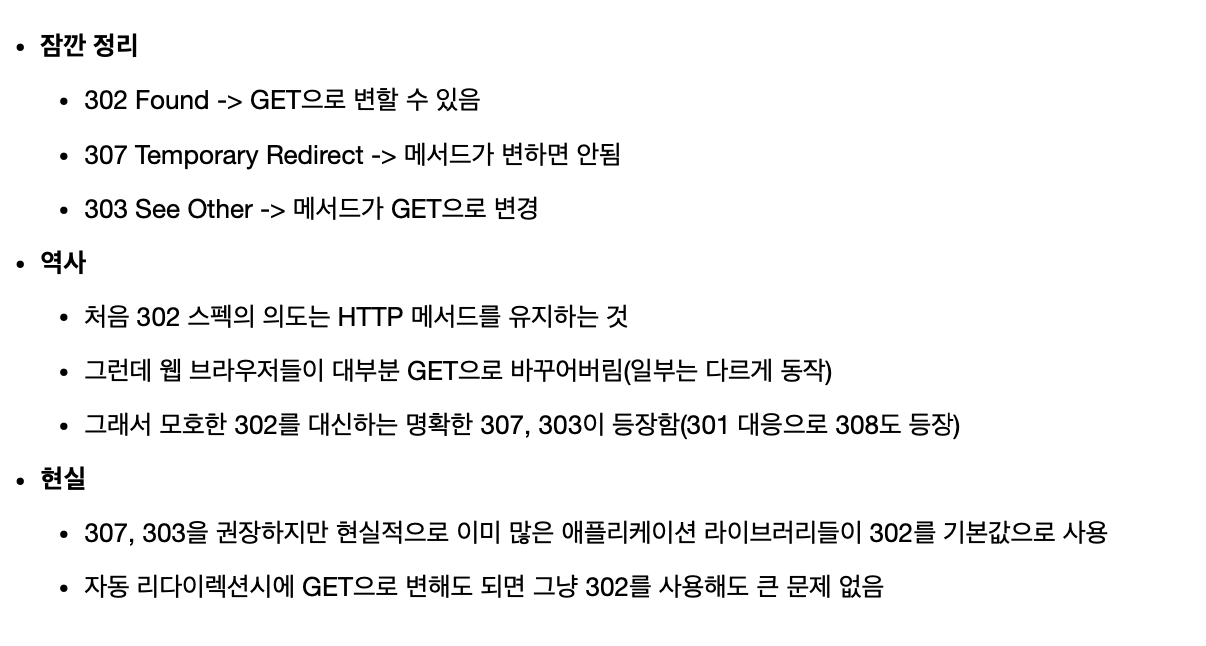 • 잠깐 정리
• 302 Found -> GET으로 변할 수 있음
• 307 Temporary Redirect -> 메서드가 변하면 안됨
• 303 See Other -> 메서드가 GET으로 변경
• 역사
• 처음 302 스펙의 의도는 HTTP 메서드를 유지하는 것
• 그런데 웹 브라우저들이 대부분 GET으로 바꾸어버림(일부는 다르게 동작)
• 그래서 모호한 302를 대신하는 명확한 307, 303이 등장함(301 대응으로 308도 등장)
• 현실
• 307, 303을 권장하지만 현실적으로 이미 많은 애플리케이션 라이브러리들이 302를 기본값으로 사용
• 자동 리다이렉션시에 GET으로 변해도 되면 그냥 302를 사용해도 큰 문제 없음